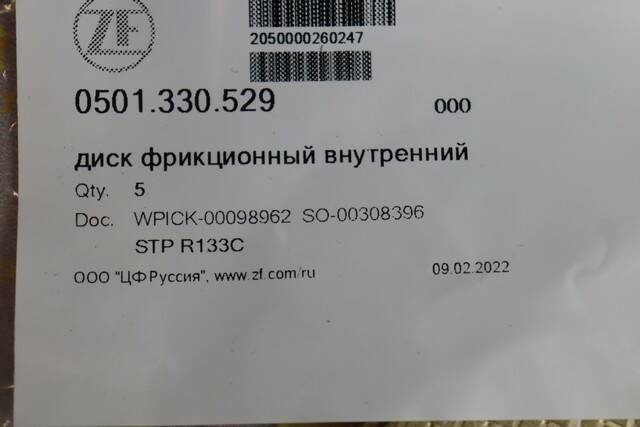 ZF
2050000260247
0501.330.529 000
диск фрикционный внутренний
Qty. 5
Doc. WPICK-00098962 SO-00308396
STP R133C
ООО "ЦФ Руссия", www.zf.com/ru 09.02.2022